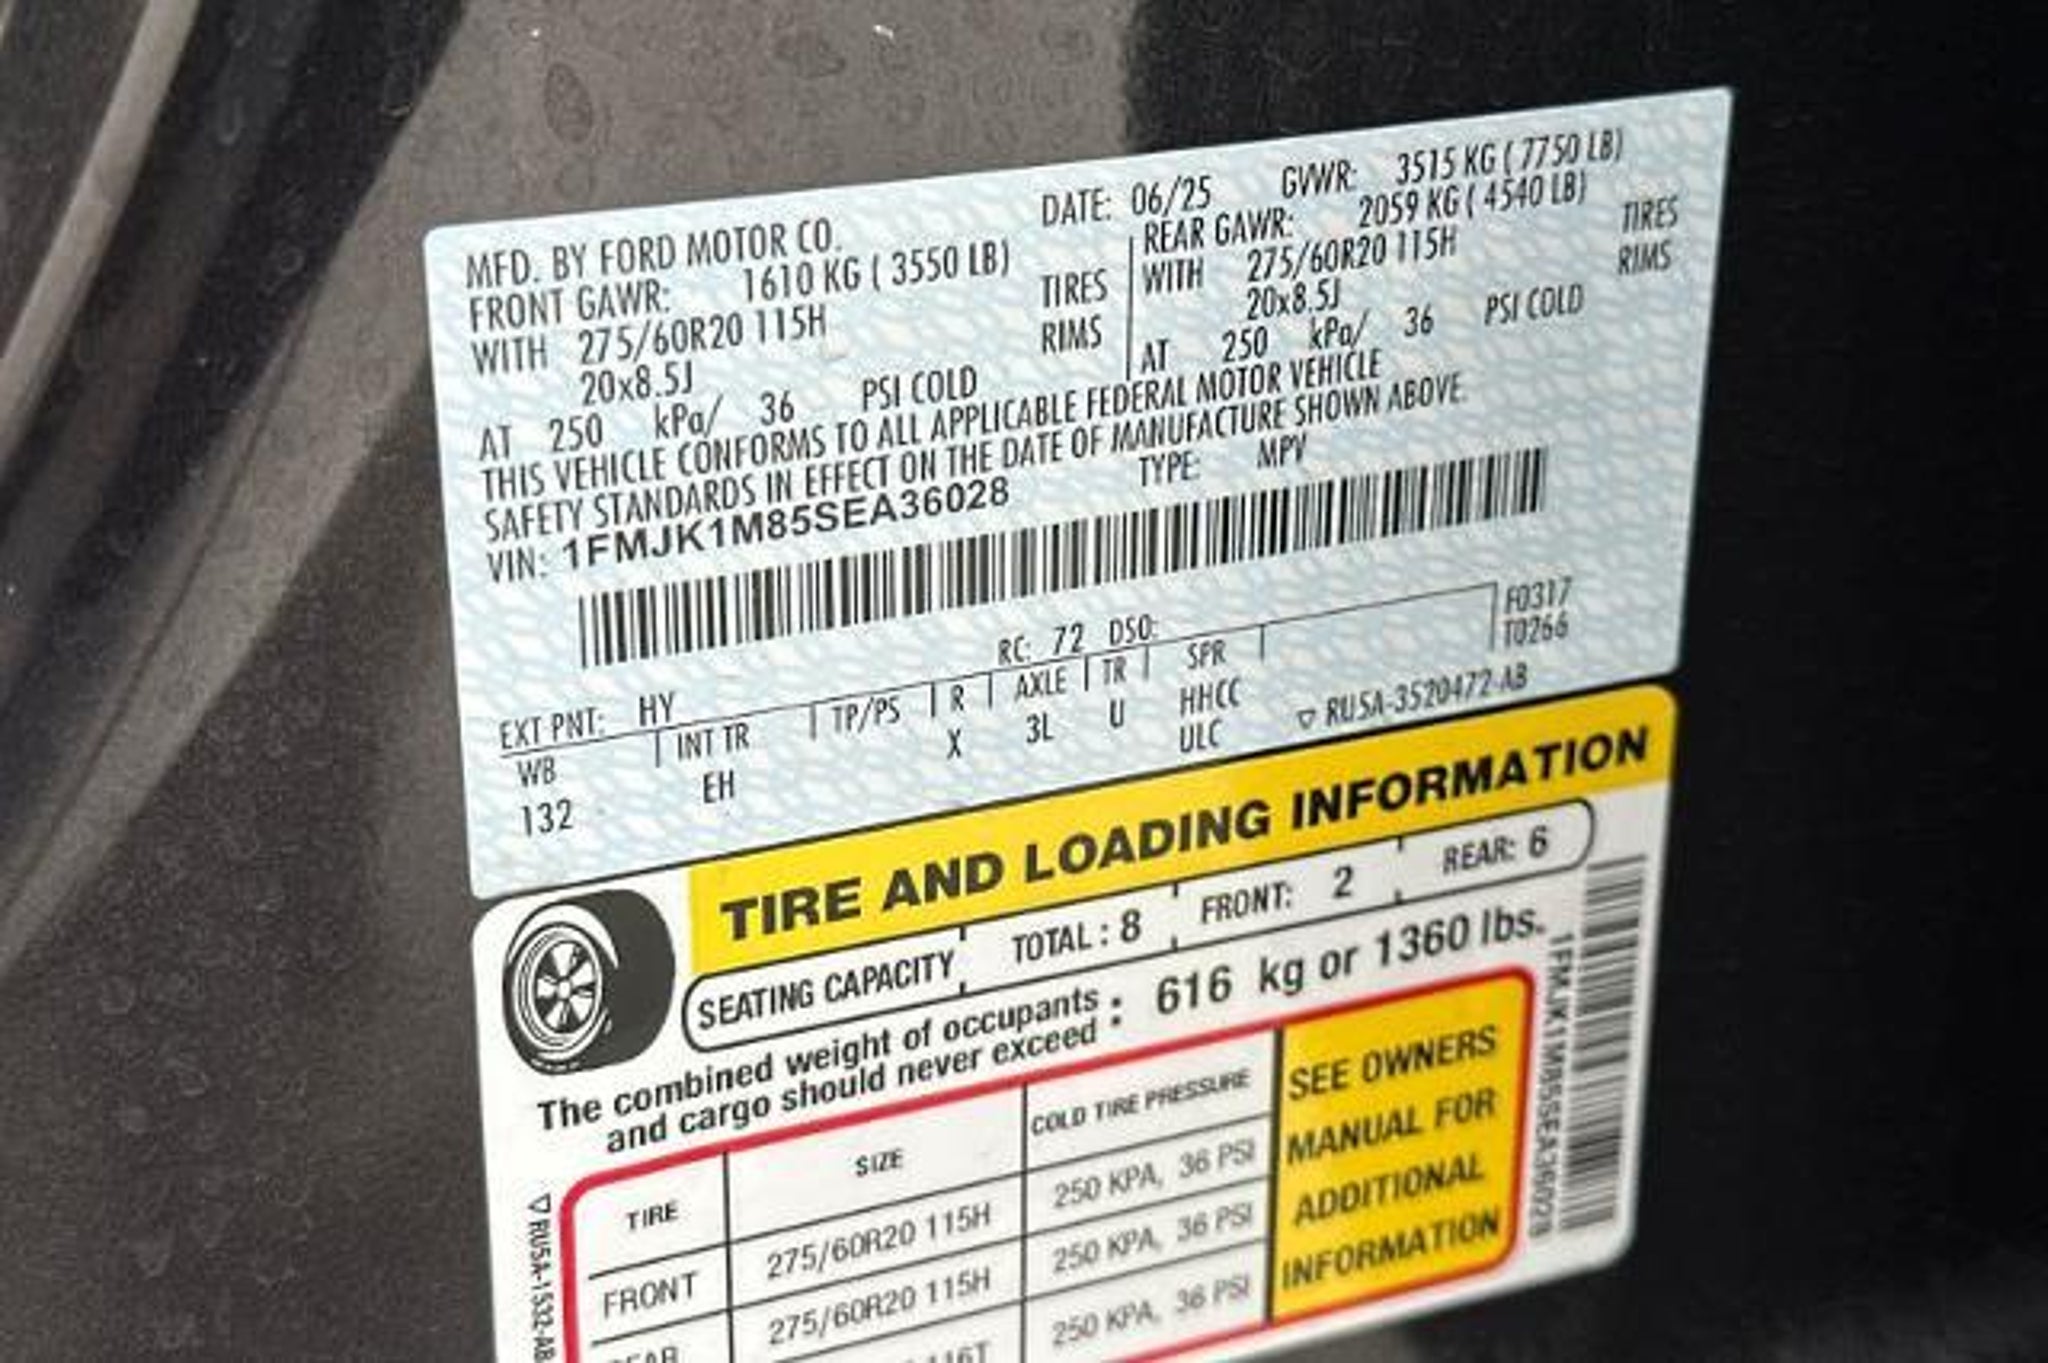 MFD. BY FORD MOTOR CO. DATE: 06/25 GVWR: 3515 KG ( 7750 LB)
FRONT GAWR: 1610 KG ( 3550 LB) REAR GAWR: 2059 KG ( 4540 LB)
WITH 275/60R20 115H TIRES WITH 275/60R20 115H TIRES
20x8.5J RIMS 20x8.5J RIMS
AT 250 kPa/ 36 PSI COLD AT 250 kPa/ 36 PSI COLD
THIS VEHICLE CONFORMS TO ALL APPLICABLE FEDERAL MOTOR VEHICLE
SAFETY STANDARDS IN EFFECT ON THE DATE OF MANUFACTURE SHOWN ABOVE.
VIN: 1FMJK1M85SEA36028 TYPE: MPV
F0317
T0266
EXT PNT: HY RC: 72 DSO:
WB INT TR TP/PS R AXLE TR SPR
132 EH X 3L U HHCC
ULC
▽ RU5A-3520472-AB
TIRE AND LOADING INFORMATION
SEATING CAPACITY TOTAL : 8 FRONT: 2 REAR: 6
The combined weight of occupants
and cargo should never exceed : 616 kg or 1360 lbs.
TIRE SIZE COLD TIRE PRESSURE
FRONT 275/60R20 115H 250 KPA, 36 PSI
REAR 275/60R20 115H 250 KPA, 36 PSI
116T 250 KPA, 36 PSI
SEE OWNERS
MANUAL FOR
ADDITIONAL
INFORMATION
1FMJK1M85SEA36028
▽ RU5A-1532-AB